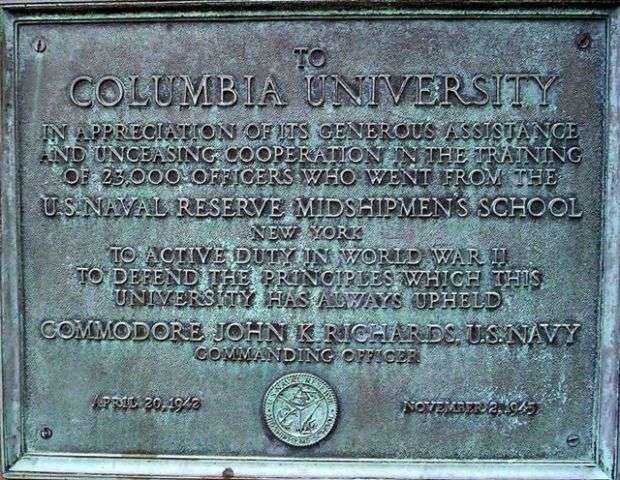 TO
COLUMBIA UNIVERSITY
IN APPRECIATION OF ITS GENEROUS ASSISTANCE
AND UNCEASING COOPERATION IN THE TRAINING
OF 23,000 OFFICERS WHO WENT FROM THE
U.S. NAVAL RESERVE MIDSHIPMEN'S SCHOOL
NEW YORK
TO ACTIVE DUTY IN WORLD WAR II
TO DEFEND THE PRINCIPLES WHICH THIS
UNIVERSITY HAS ALWAYS UPHELD
COMMODORE JOHN K. RICHARDS, U.S. NAVY
COMMANDING OFFICER
APRIL 20, 1942 NOVEMBER 2, 1945